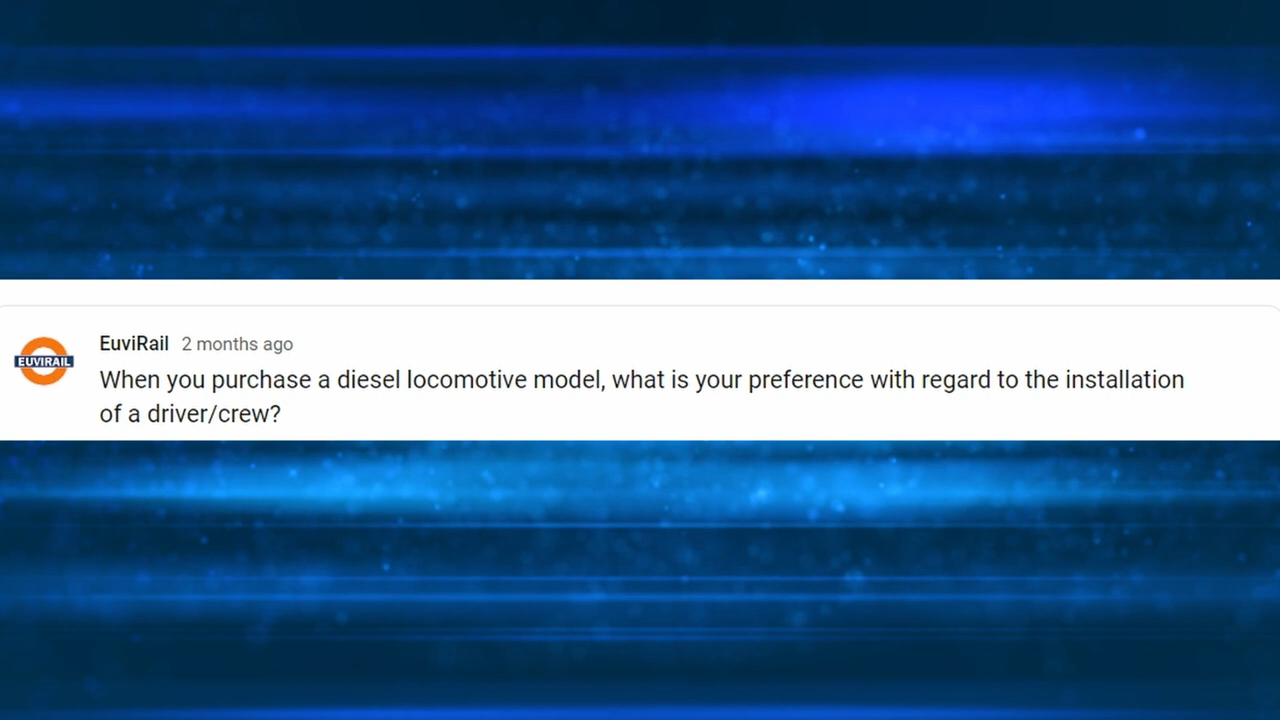 EUVIRAIL
EuviRail 2 months ago
When you purchase a diesel locomotive model, what is your preference with regard to the installation
of a driver/crew?